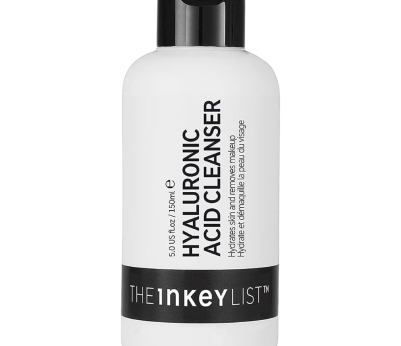 5.0 US fl.oz / 150ml ℮
HYALURONIC
ACID CLEANSER
Hydrates skin and removes makeup
Hydrate et démaquille la peau du visage
THE INKEY LIST™